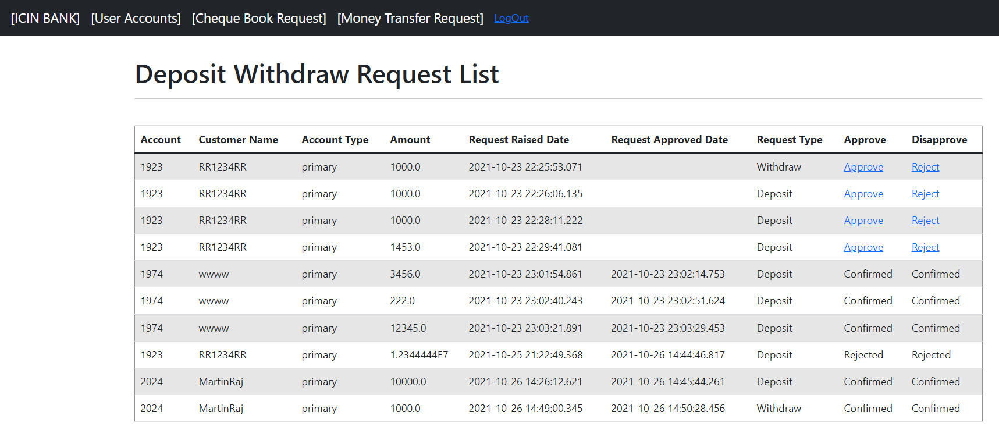 [ICIN BANK] [User Accounts] [Cheque Book Request] [Money Transfer Request] LogOut
Deposit Withdraw Request List
Account Customer Name Account Type Amount Request Raised Date Request Approved Date Request Type Approve Disapprove
1923 RR1234RR primary 1000.0 2021-10-23 22:25:53.071 Withdraw Approve Reject
1923 RR1234RR primary 1000.0 2021-10-23 22:26:06.135 Deposit Approve Reject
1923 RR1234RR primary 1000.0 2021-10-23 22:28:11.222 Deposit Approve Reject
1923 RR1234RR primary 1453.0 2021-10-23 22:29:41.081 Deposit Approve Reject
1974 wwww primary 3456.0 2021-10-23 23:01:54.861 2021-10-23 23:02:14.753 Deposit Confirmed Confirmed
1974 wwww primary 222.0 2021-10-23 23:02:40.243 2021-10-23 23:02:51.624 Deposit Confirmed Confirmed
1974 wwww primary 12345.0 2021-10-23 23:03:21.891 2021-10-23 23:03:29.453 Deposit Confirmed Confirmed
1923 RR1234RR primary 1.2344444E7 2021-10-25 21:22:49.368 2021-10-26 14:44:46.817 Deposit Rejected Rejected
2024 MartinRaj primary 10000.0 2021-10-26 14:26:12.621 2021-10-26 14:45:44.261 Deposit Confirmed Confirmed
2024 MartinRaj primary 1000.0 2021-10-26 14:49:00.345 2021-10-26 14:50:28.456 Withdraw Confirmed Confirmed